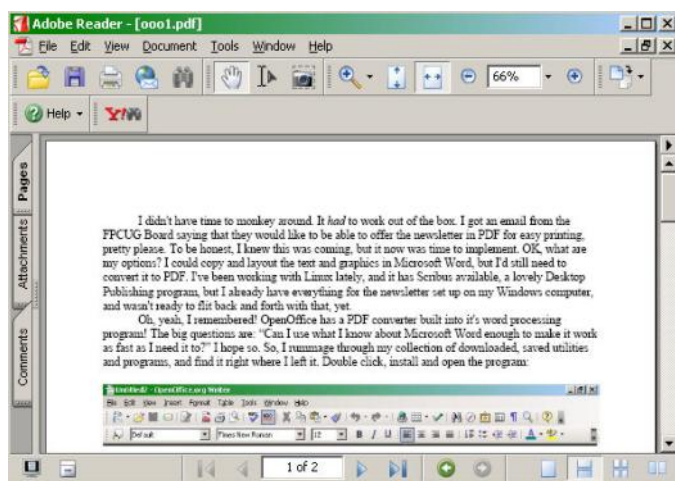 Adobe Reader - [ooo1.pdf]
File Edit View Document Tools Window Help
66%
Help Y!
Pages
Attachments
Comments
I didn't have time to monkey around. It had to work out of the box. I got an email from the
FPCUG Board saying that they would like to be able to offer the newsletter in PDF for easy printing,
pretty please. To be honest, I knew this was coming, but it now was time to implement. OK, what are
my options? I could copy and layout the text and graphics in Microsoft Word, but I'd still need to
convert it to PDF. I've been working with Linux lately, and it has Scribus available, a lovely Desktop
Publishing program, but I already have everything for the newsletter set up on my Windows computer,
and wasn't ready to flit back and forth with that, yet.
Oh, yeah, I remembered! OpenOffice has a PDF converter built into it's word processing
program! The big questions are: “Can I use what I know about Microsoft Word enough to make it work
as fast as I need it to?” I hope so. So, I rummage through my collection of downloaded, saved utilities
and programs, and find it right where I left it. Double click, install and open the program:
Untitled2 - OpenOffice.org Writer
File Edit View Insert Format Table Tools Window Help
Default Times New Roman 12 B I U
1 of 2